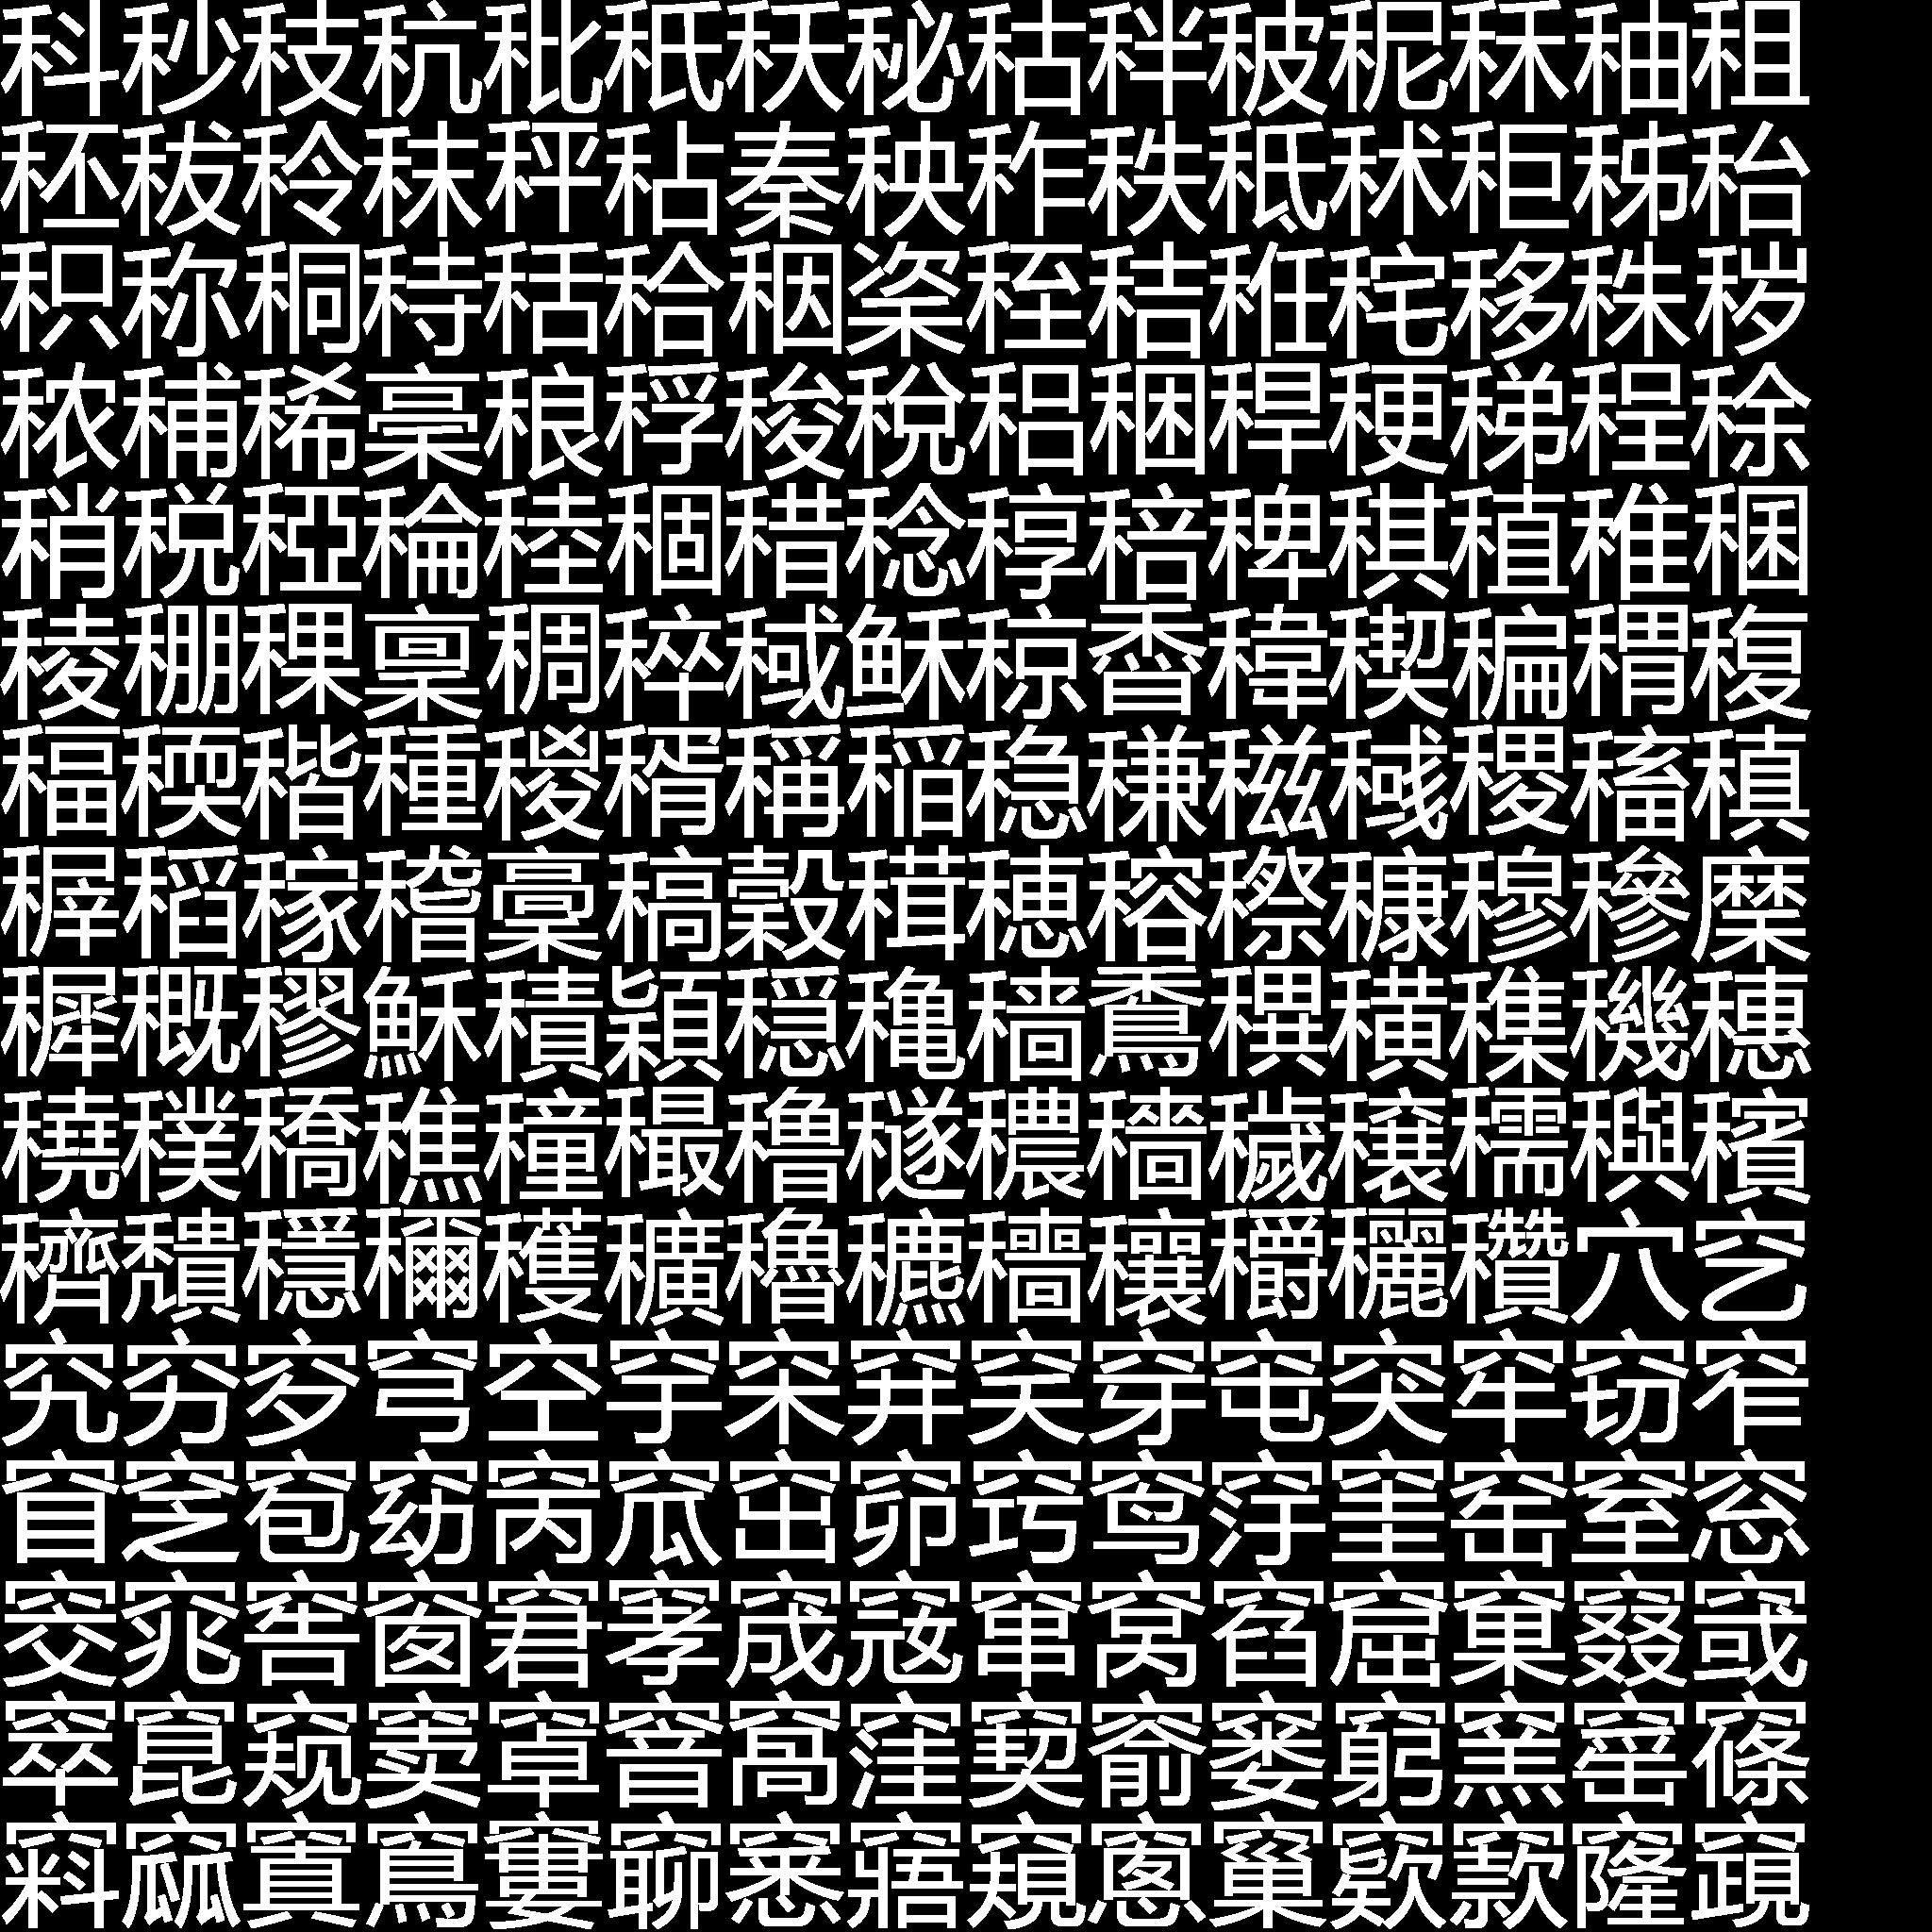 科秒秓秔秕秖秗秘秙秚秛秜秝秞租
秠秡秢秣秤秥秦秧秨秩秪秫秬秭秮
积称秱秲秳秴秵秶秷秸秹秺移秼秽
秾秿稀稁稂稃稄稅稆稇稈稉稊程稌
稍税稏稐稑稒稓稔稕稖稗稘稙稚稛
稜稝稞稟稠稡稢稣稤稥稦稧稨稩稪
稫稬稭種稯稰稱稲稳稴稵稶稷稸稹
稺稻稼稽稾稿穀穁穂穃穄穅穆穇穈
穉穊穋穌積穎穏穐穑穒穓穔穕穖穗
穘穙穚穛穜穝穞穟穠穡穢穣穤穥穦
穧穨穩穪穫穬穭穮穯穰穱穲穳穴穵
究穷穸穹空穻穼穽穾穿窀突窂窃窄
窅窆窇窈窉窊窋窌窍窎窏窐窑窒窓
窔窕窖窗窘窙窚窛窜窝窞窟窠窡窢
窣窤窥窦窧窨窩窪窫窬窭窮窯窰窱
窲窳窴窵窶窷窸窹窺窻窼窽窾窿竀